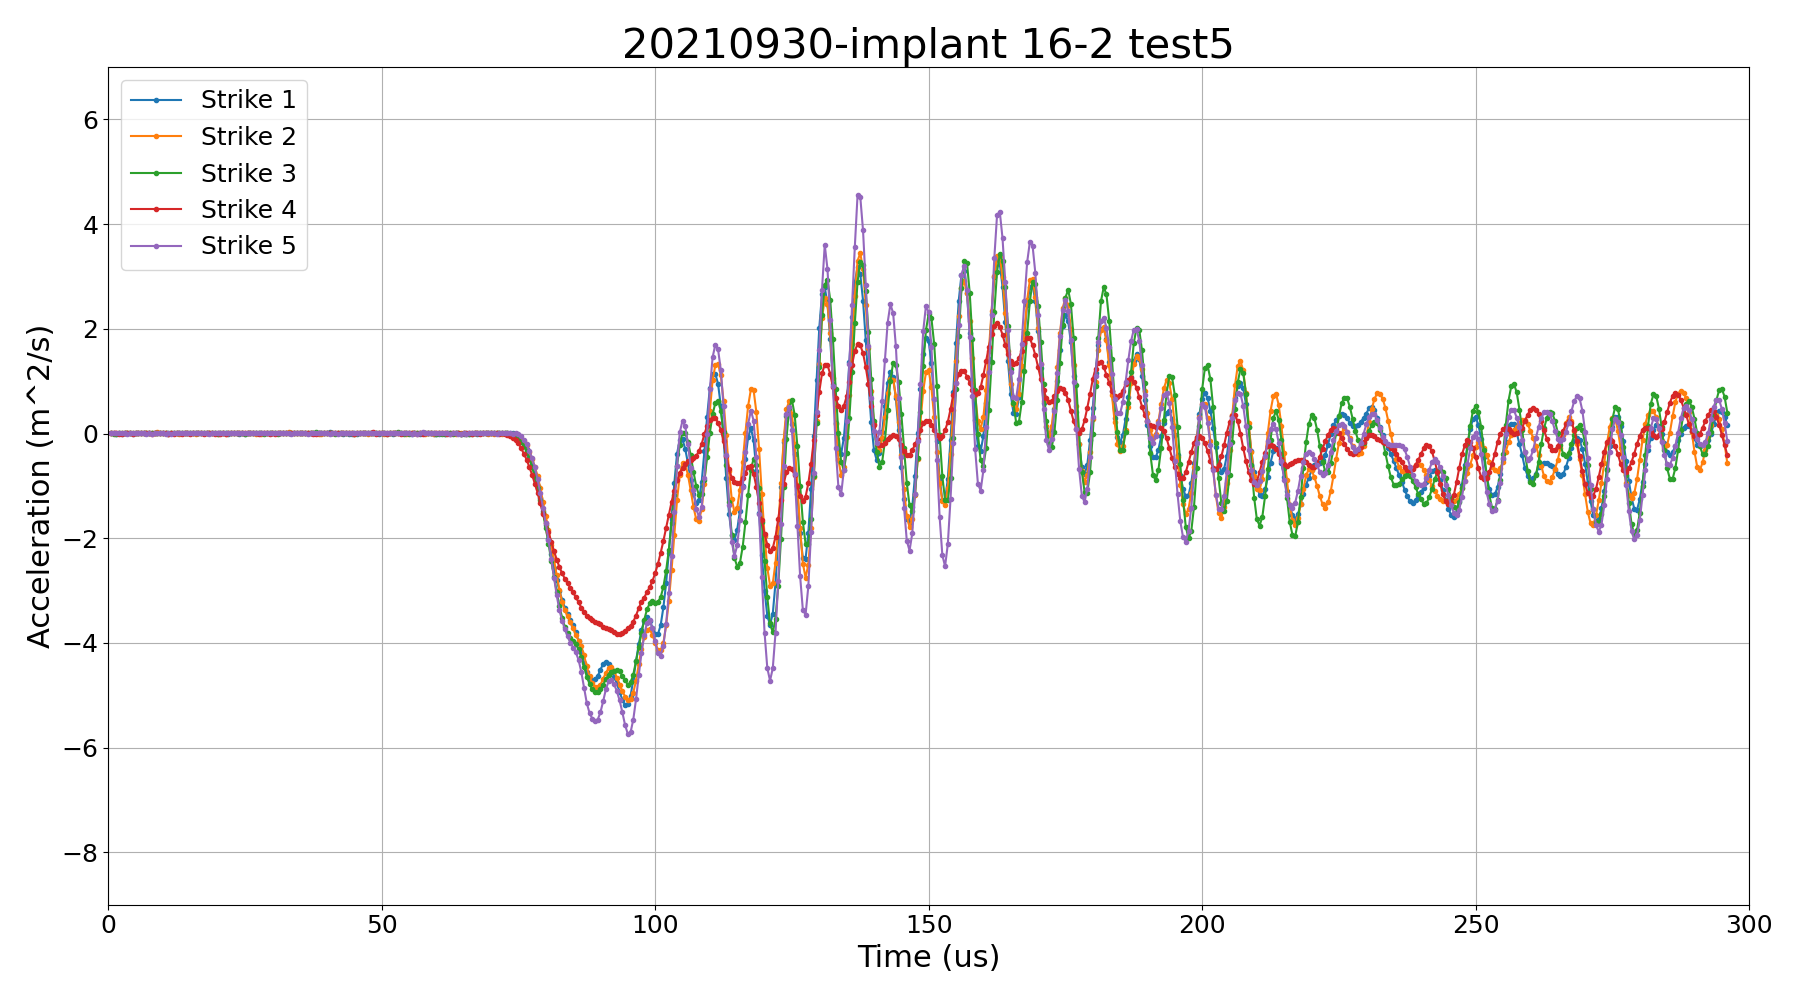 20210930-implant 16-2 test5
Strike 1
Strike 2
Strike 3
Strike 4
Strike 5
Acceleration (m^2/s)
6
4
2
0
−2
−4
−6
−8
0 50 100 150 200 250 300
Time (us)